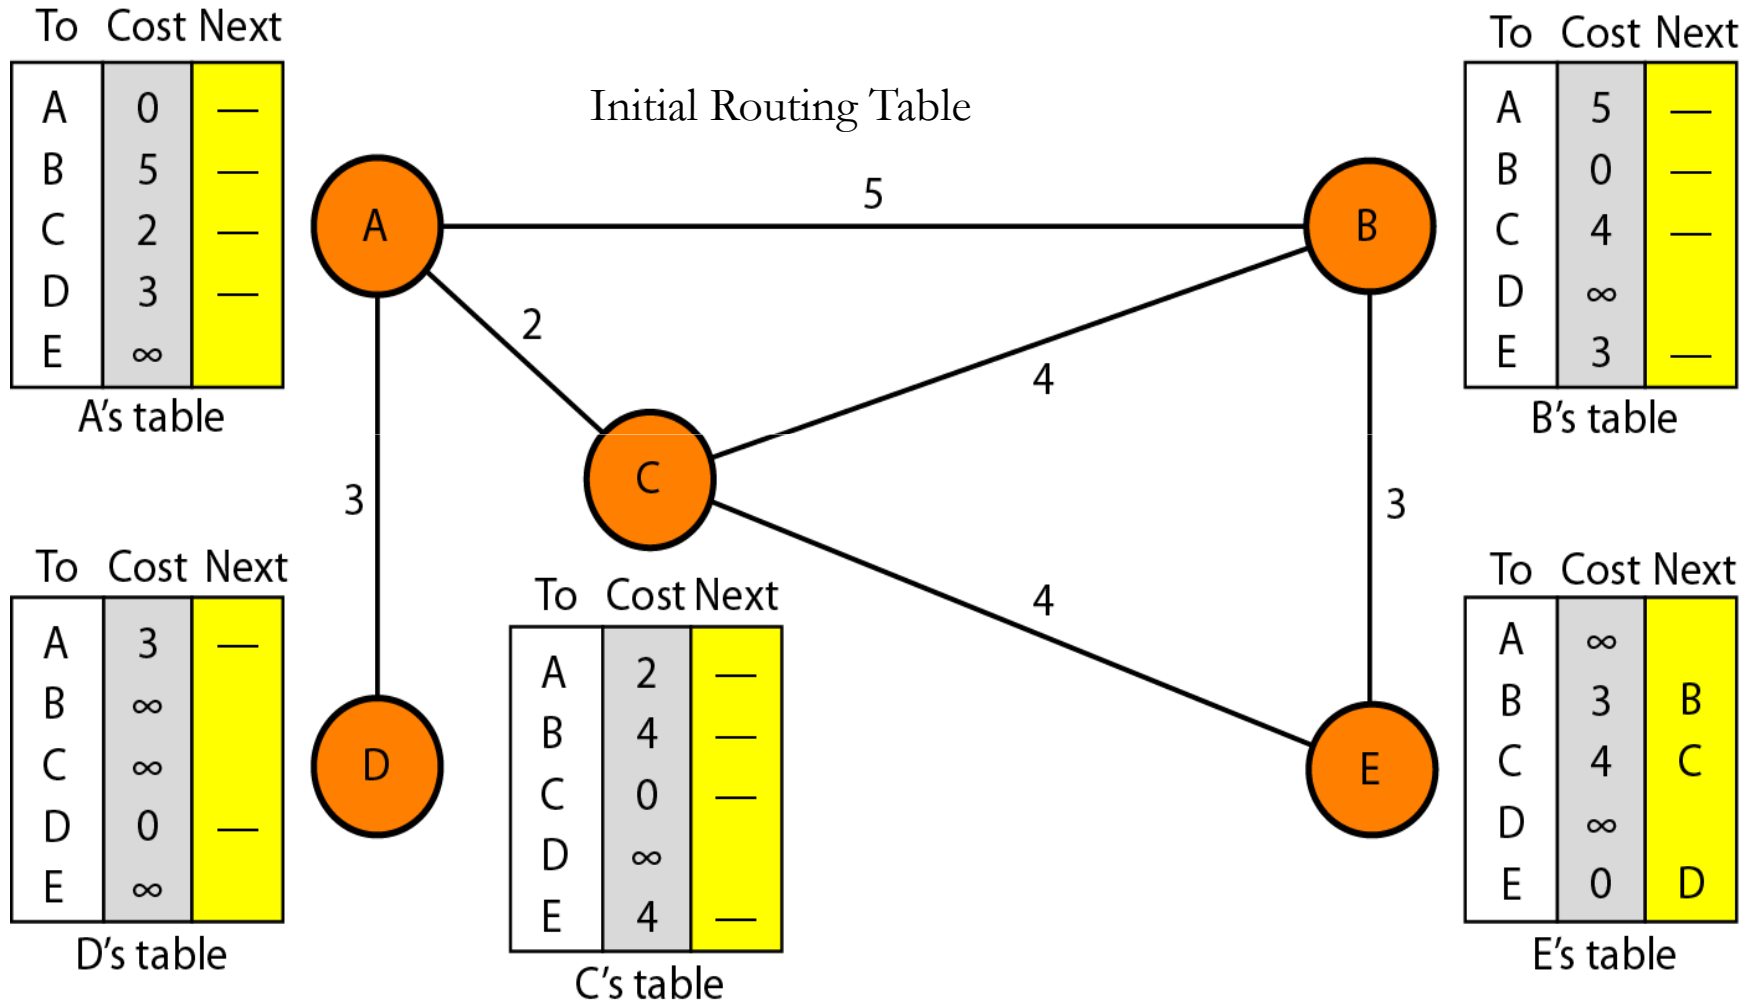 Initial Routing Table
To Cost Next
A 0 —
B 5 —
C 2 —
D 3 —
E ∞
A’s table
To Cost Next
A 5 —
B 0 —
C 4 —
D ∞
E 3 —
B’s table
A
5
B
2
4
C
3
3
4
D
E
To Cost Next
A 3 —
B ∞
C ∞
D 0 —
E ∞
D’s table
To Cost Next
A 2 —
B 4 —
C 0 —
D ∞
E 4 —
C’s table
To Cost Next
A ∞
B 3 B
C 4 C
D ∞
E 0 D
E’s table